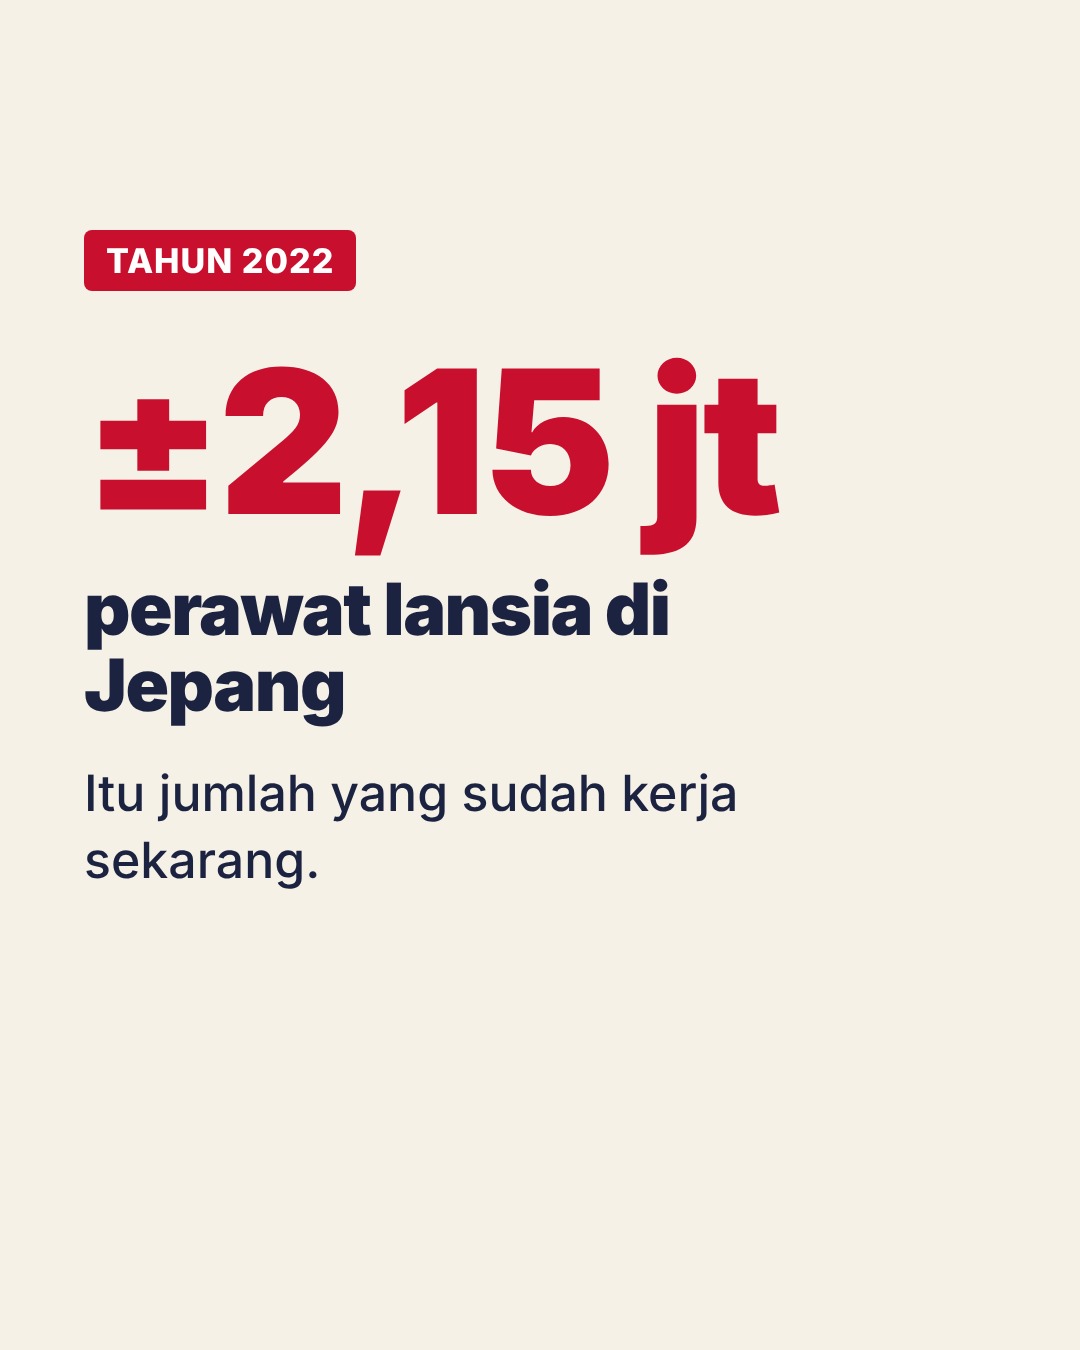 TAHUN 2022
±2,15 jt
perawat lansia di
Jepang
Itu jumlah yang sudah kerja
sekarang.